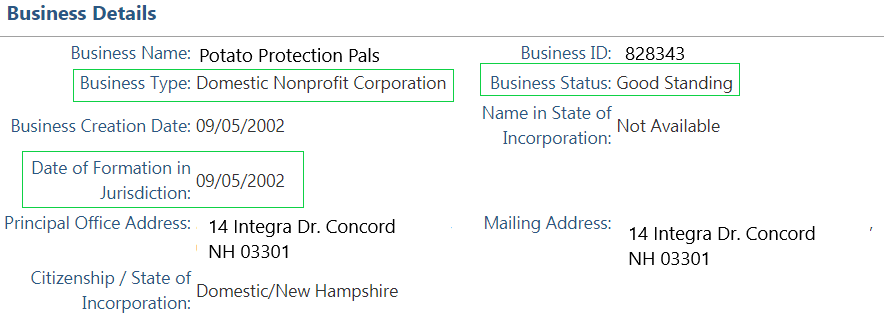 Business Details
Business Name: Potato Protection Pals
Business ID: 828343
Business Type: Domestic Nonprofit Corporation
Business Status: Good Standing
Business Creation Date: 09/05/2002
Name in State of
Incorporation: Not Available
Date of Formation in
Jurisdiction: 09/05/2002
Principal Office Address: 14 Integra Dr. Concord
NH 03301
Mailing Address: 14 Integra Dr. Concord
NH 03301
Citizenship / State of
Incorporation: Domestic/New Hampshire